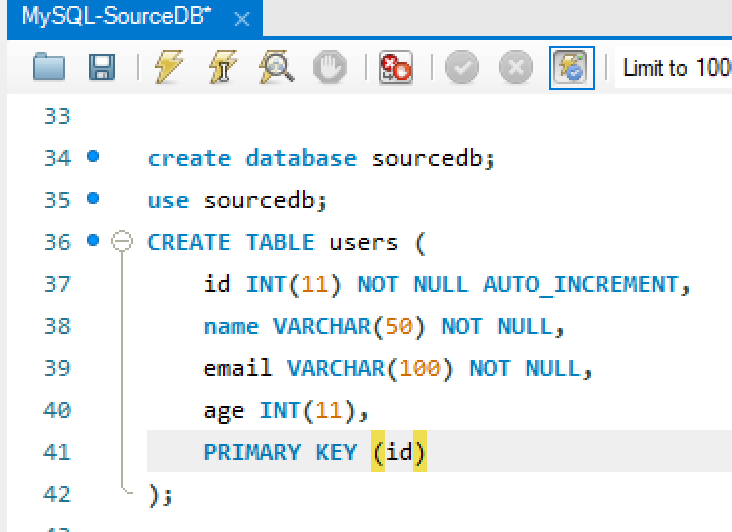 MySQL-SourceDB*
Limit to 100
33
34 create database sourcedb;
35 use sourcedb;
36 CREATE TABLE users (
37 id INT(11) NOT NULL AUTO_INCREMENT,
38 name VARCHAR(50) NOT NULL,
39 email VARCHAR(100) NOT NULL,
40 age INT(11),
41 PRIMARY KEY (id)
42 );